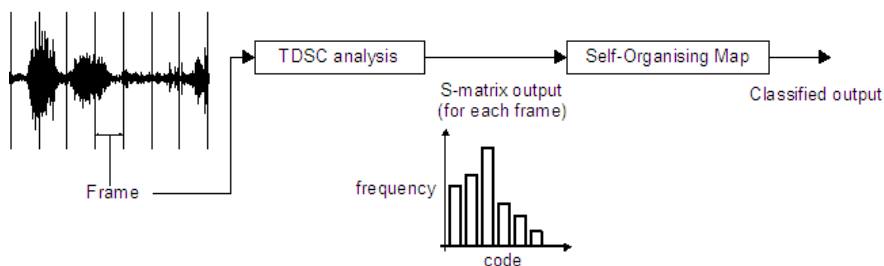 TDSC analysis
Self-Organising Map
S-matrix output
(for each frame)
Classified output
Frame
frequency
code